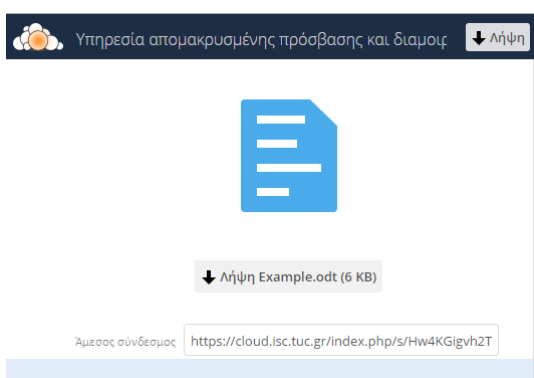 Υπηρεσία απομακρυσμένης πρόσβασης και
Λήψη
Λήψη Example.odt (6 KB)
Άμεσος σύνδεσμος
https://cloud.isc.tuc.gr/index.php/s/Hw4KGigvh2T